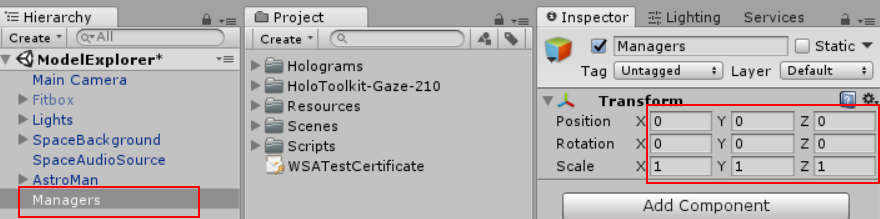 Hierarchy
Create
All
ModelExplorer*
Main Camera
Fitbox
Lights
SpaceBackground
SpaceAudioSource
AstroMan
Managers
Project
Create
Holograms
HoloToolkit-Gaze-210
Resources
Scenes
Scripts
WSATestCertificate
Inspector Lighting Services
Managers Static
Tag Untagged Layer Default
Transform
Position X 0 Y 0 Z 0
Rotation X 0 Y 0 Z 0
Scale X 1 Y 1 Z 1
Add Component